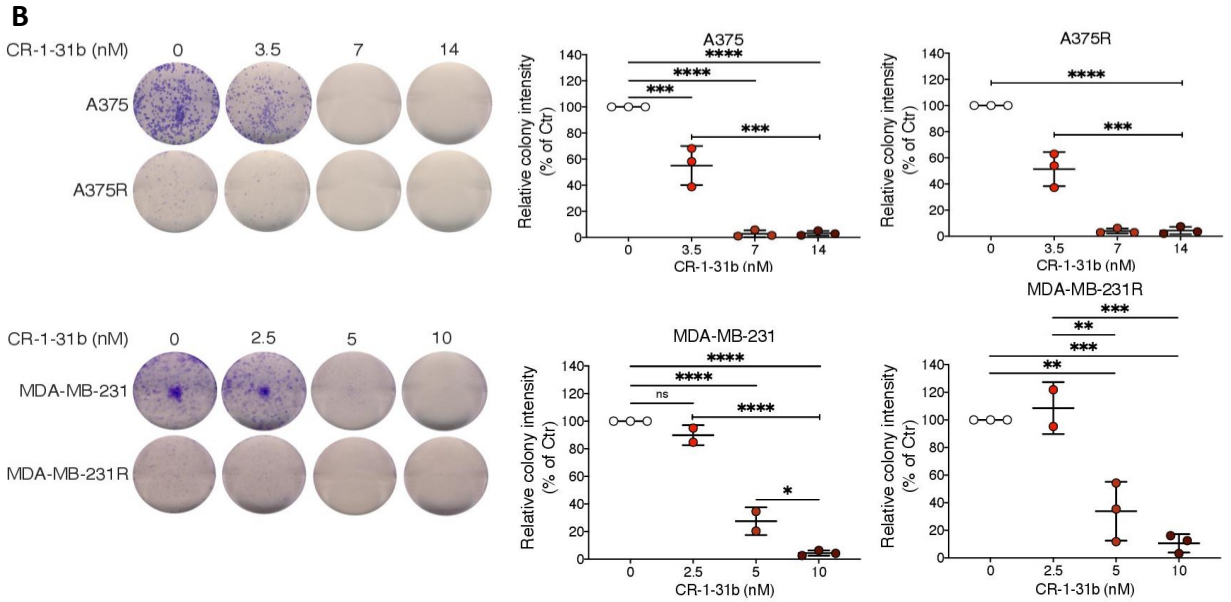 B
CR-1-31b (nM) 0 3.5 7 14
A375
A375R
A375
Relative colony intensity
(% of Ctr)
140
120
100
80
60
40
20
0
****
****
***
***
0 3.5 7 14
CR-1-31b (nM)
A375R
Relative colony intensity
(% of Ctr)
140
120
100
80
60
40
20
0
****
***
0 3.5 7 14
CR-1-31b (nM)
CR-1-31b (nM) 0 2.5 5 10
MDA-MB-231
MDA-MB-231R
MDA-MB-231
Relative colony intensity
(% of Ctr)
140
120
100
80
60
40
20
0
****
****
ns
****
*
0 2.5 5 10
CR-1-31b (nM)
MDA-MB-231R
Relative colony intensity
(% of Ctr)
140
120
100
80
60
40
20
0
***
**
***
**
0 2.5 5 10
CR-1-31b (nM)